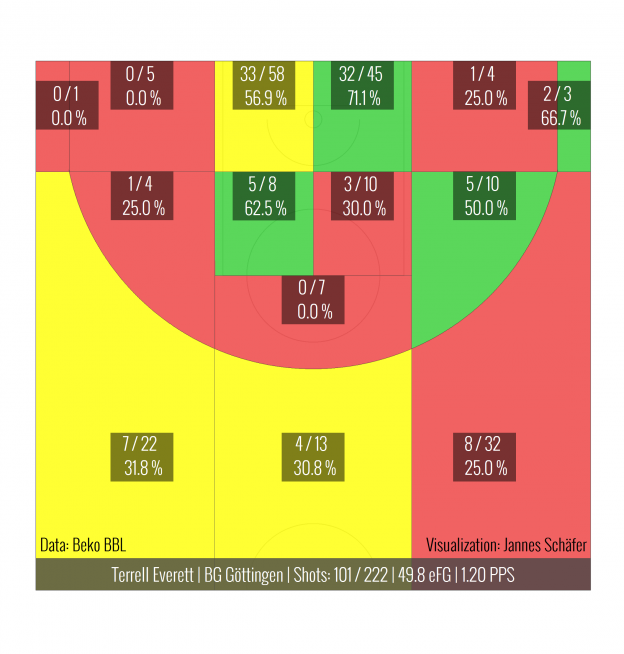 0 / 5
0.0 %
33 / 58
56.9 %
32 / 45
71.1 %
1 / 4
25.0 %
0 / 1
0.0 %
2 / 3
66.7 %
1 / 4
25.0 %
5 / 8
62.5 %
3 / 10
30.0 %
5 / 10
50.0 %
0 / 7
0.0 %
7 / 22
31.8 %
4 / 13
30.8 %
8 / 32
25.0 %
Data: Beko BBL
Visualization: Jannes Schäfer
Terrell Everett | BG Göttingen | Shots: 101 / 222 | 49.8 eFG | 1.20 PPS